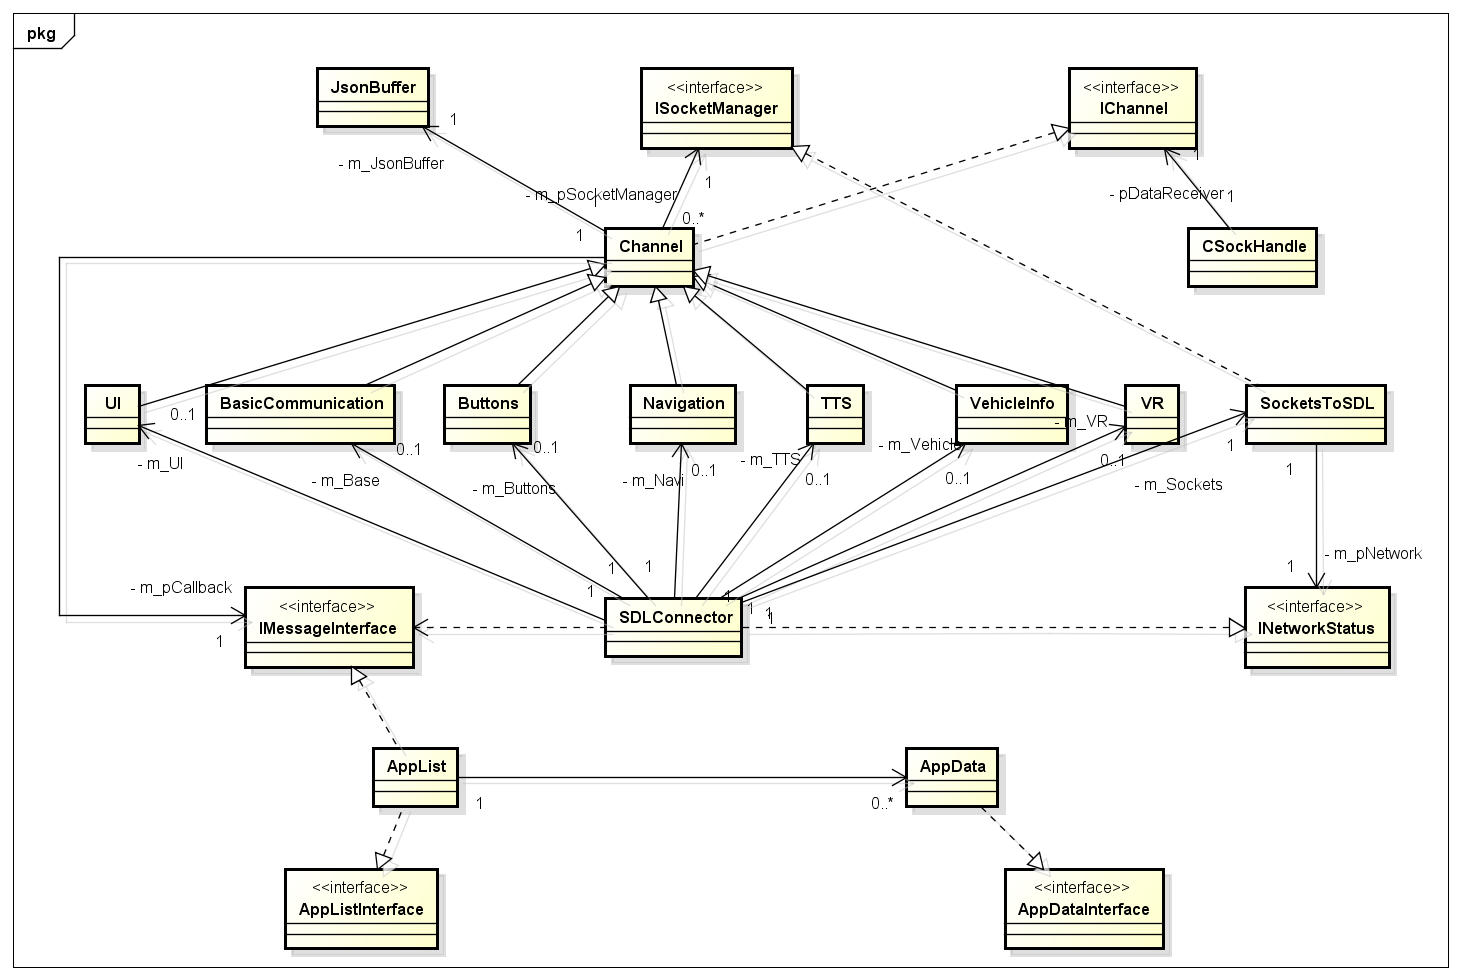 pkg
JsonBuffer
<<interface>>
ISocketManager
<<interface>>
IChannel
1
- m_JsonBuffer
1
1
- m_pSocketManager
- pDataReceiver
1
0..*
1
Channel
CSockHandle
UI
BasicCommunication
Buttons
Navigation
TTS
VehicleInfo
VR
SocketsToSDL
0..1
- m_VR
0..1
0..1
- m_Vehicle
1
- m_UI
- m_TTS
0..1
0..1
1
- m_Base
- m_Buttons
- m_Navi
0..1
0..1
- m_Sockets
- m_pNetwork
1
1
1
- m_pCallback
1
1
1
1
<<interface>>
IMessageInterface
SDLConnector
<<interface>>
INetworkStatus
1
AppList
AppData
1
0..*
<<interface>>
AppListInterface
<<interface>>
AppDataInterface